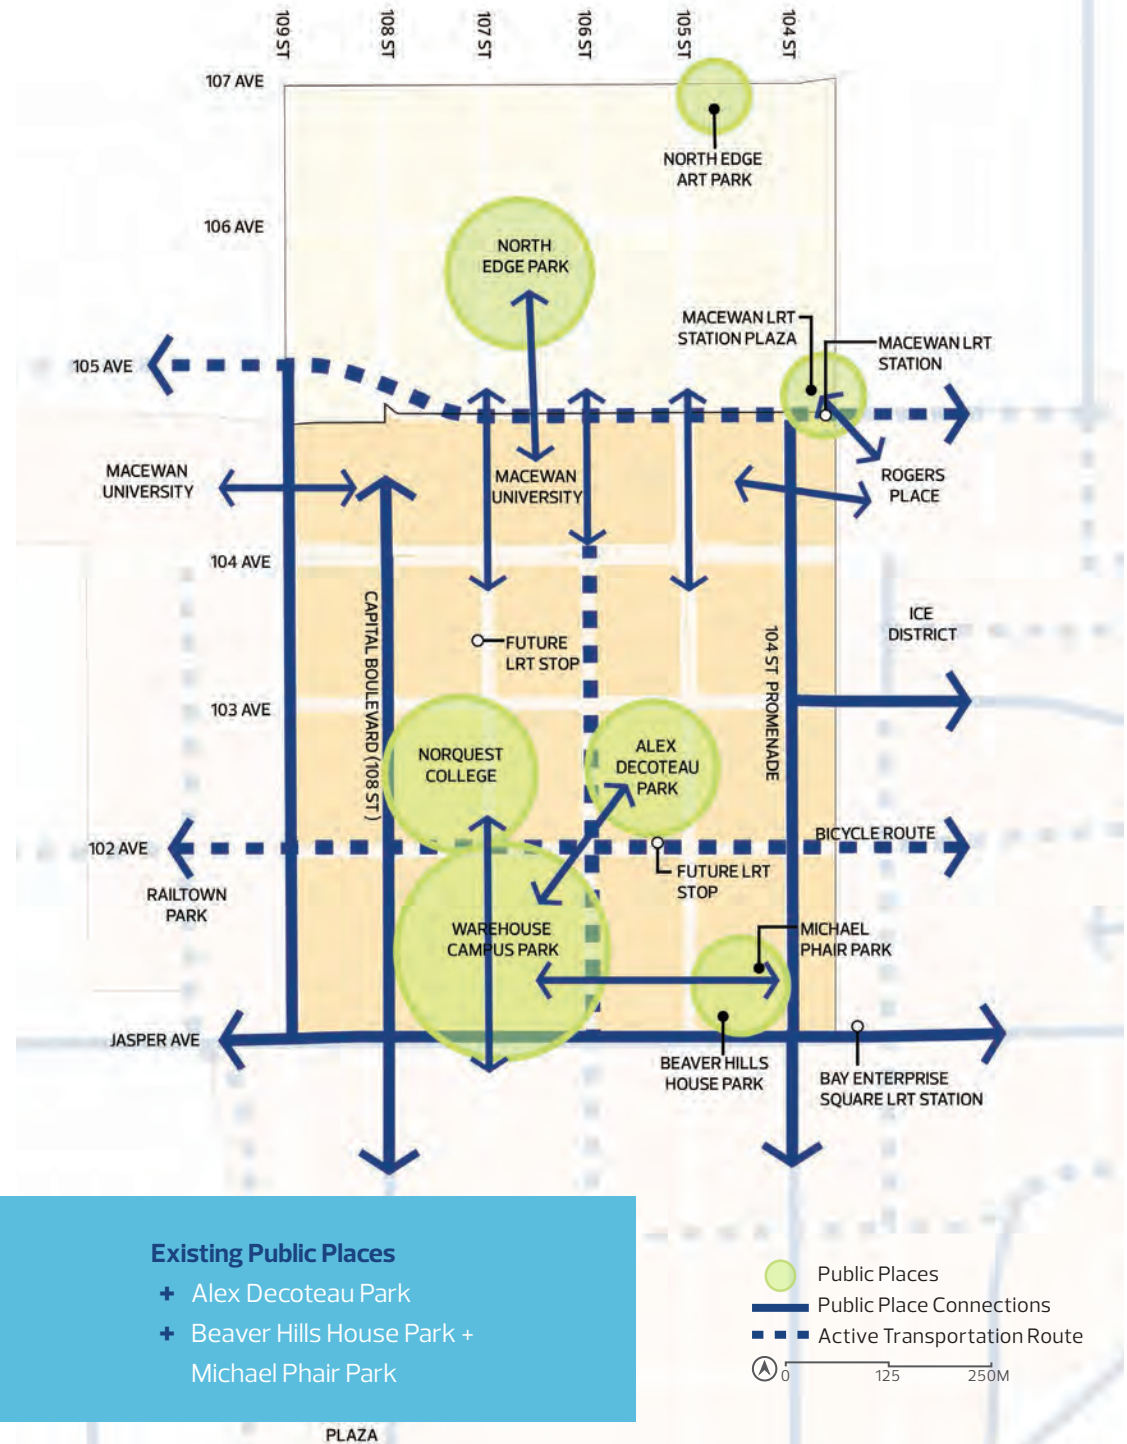 109 ST
108 ST
107 ST
106 ST
105 ST
104 ST
107 AVE
NORTH EDGE
ART PARK
106 AVE
NORTH
EDGE PARK
MACEWAN LRT
STATION PLAZA
MACEWAN LRT
STATION
105 AVE
MACEWAN
UNIVERSITY
MACEWAN
UNIVERSITY
ROGERS
PLACE
104 AVE
CAPITAL BOULEVARD (108 ST)
FUTURE
LRT STOP
104 ST PROMENADE
ICE
DISTRICT
103 AVE
NORQUEST
COLLEGE
ALEX
DECOTEAU
PARK
102 AVE
BICYCLE ROUTE
RAILTOWN
PARK
FUTURE LRT
STOP
WAREHOUSE
CAMPUS PARK
MICHAEL
PHAIR PARK
JASPER AVE
BEAVER HILLS
HOUSE PARK
BAY ENTERPRISE
SQUARE LRT STATION
Existing Public Places
+ Alex Decoteau Park
+ Beaver Hills House Park +
Michael Phair Park
Public Places
Public Place Connections
Active Transportation Route
0 125 250M
PLAZA